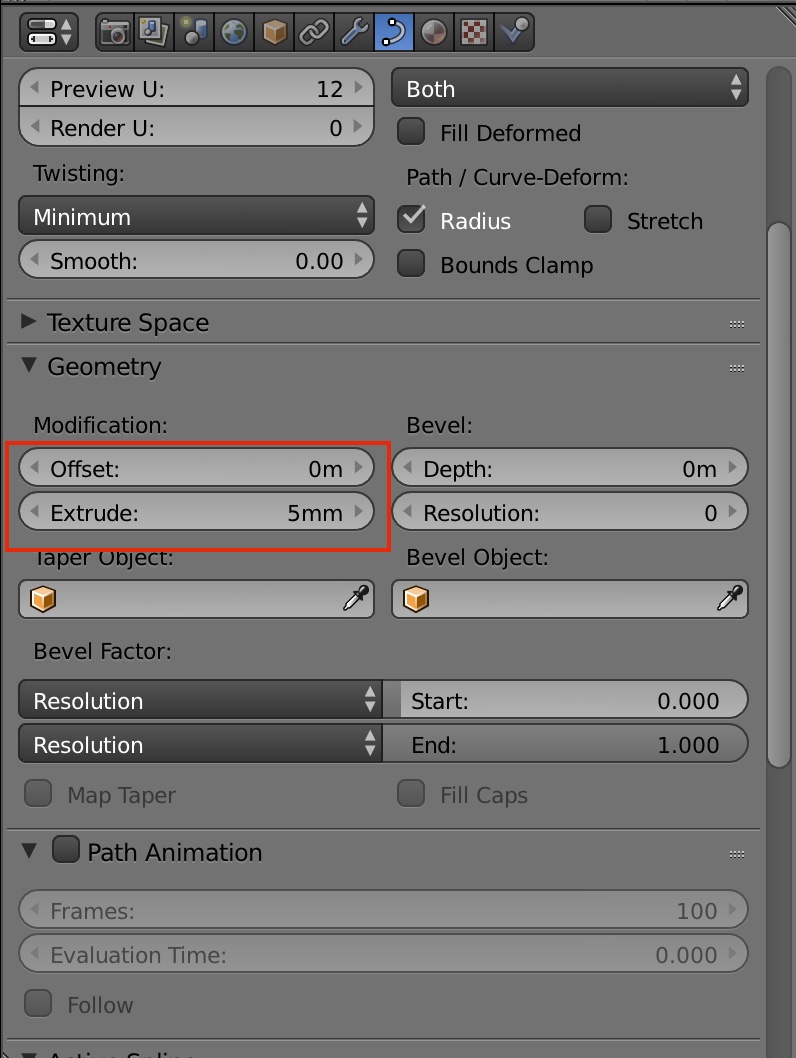 Preview U: 12
Both
Render U: 0
Fill Deformed
Twisting:
Path / Curve-Deform:
Minimum
Radius
Stretch
Smooth: 0.00
Bounds Clamp
Texture Space
Geometry
Modification:
Bevel:
Offset: 0m
Depth: 0m
Extrude: 5mm
Resolution: 0
Taper Object:
Bevel Object:
Bevel Factor:
Resolution
Start: 0.000
Resolution
End: 1.000
Map Taper
Fill Caps
Path Animation
Frames: 100
Evaluation Time: 0.000
Follow
Active Spline